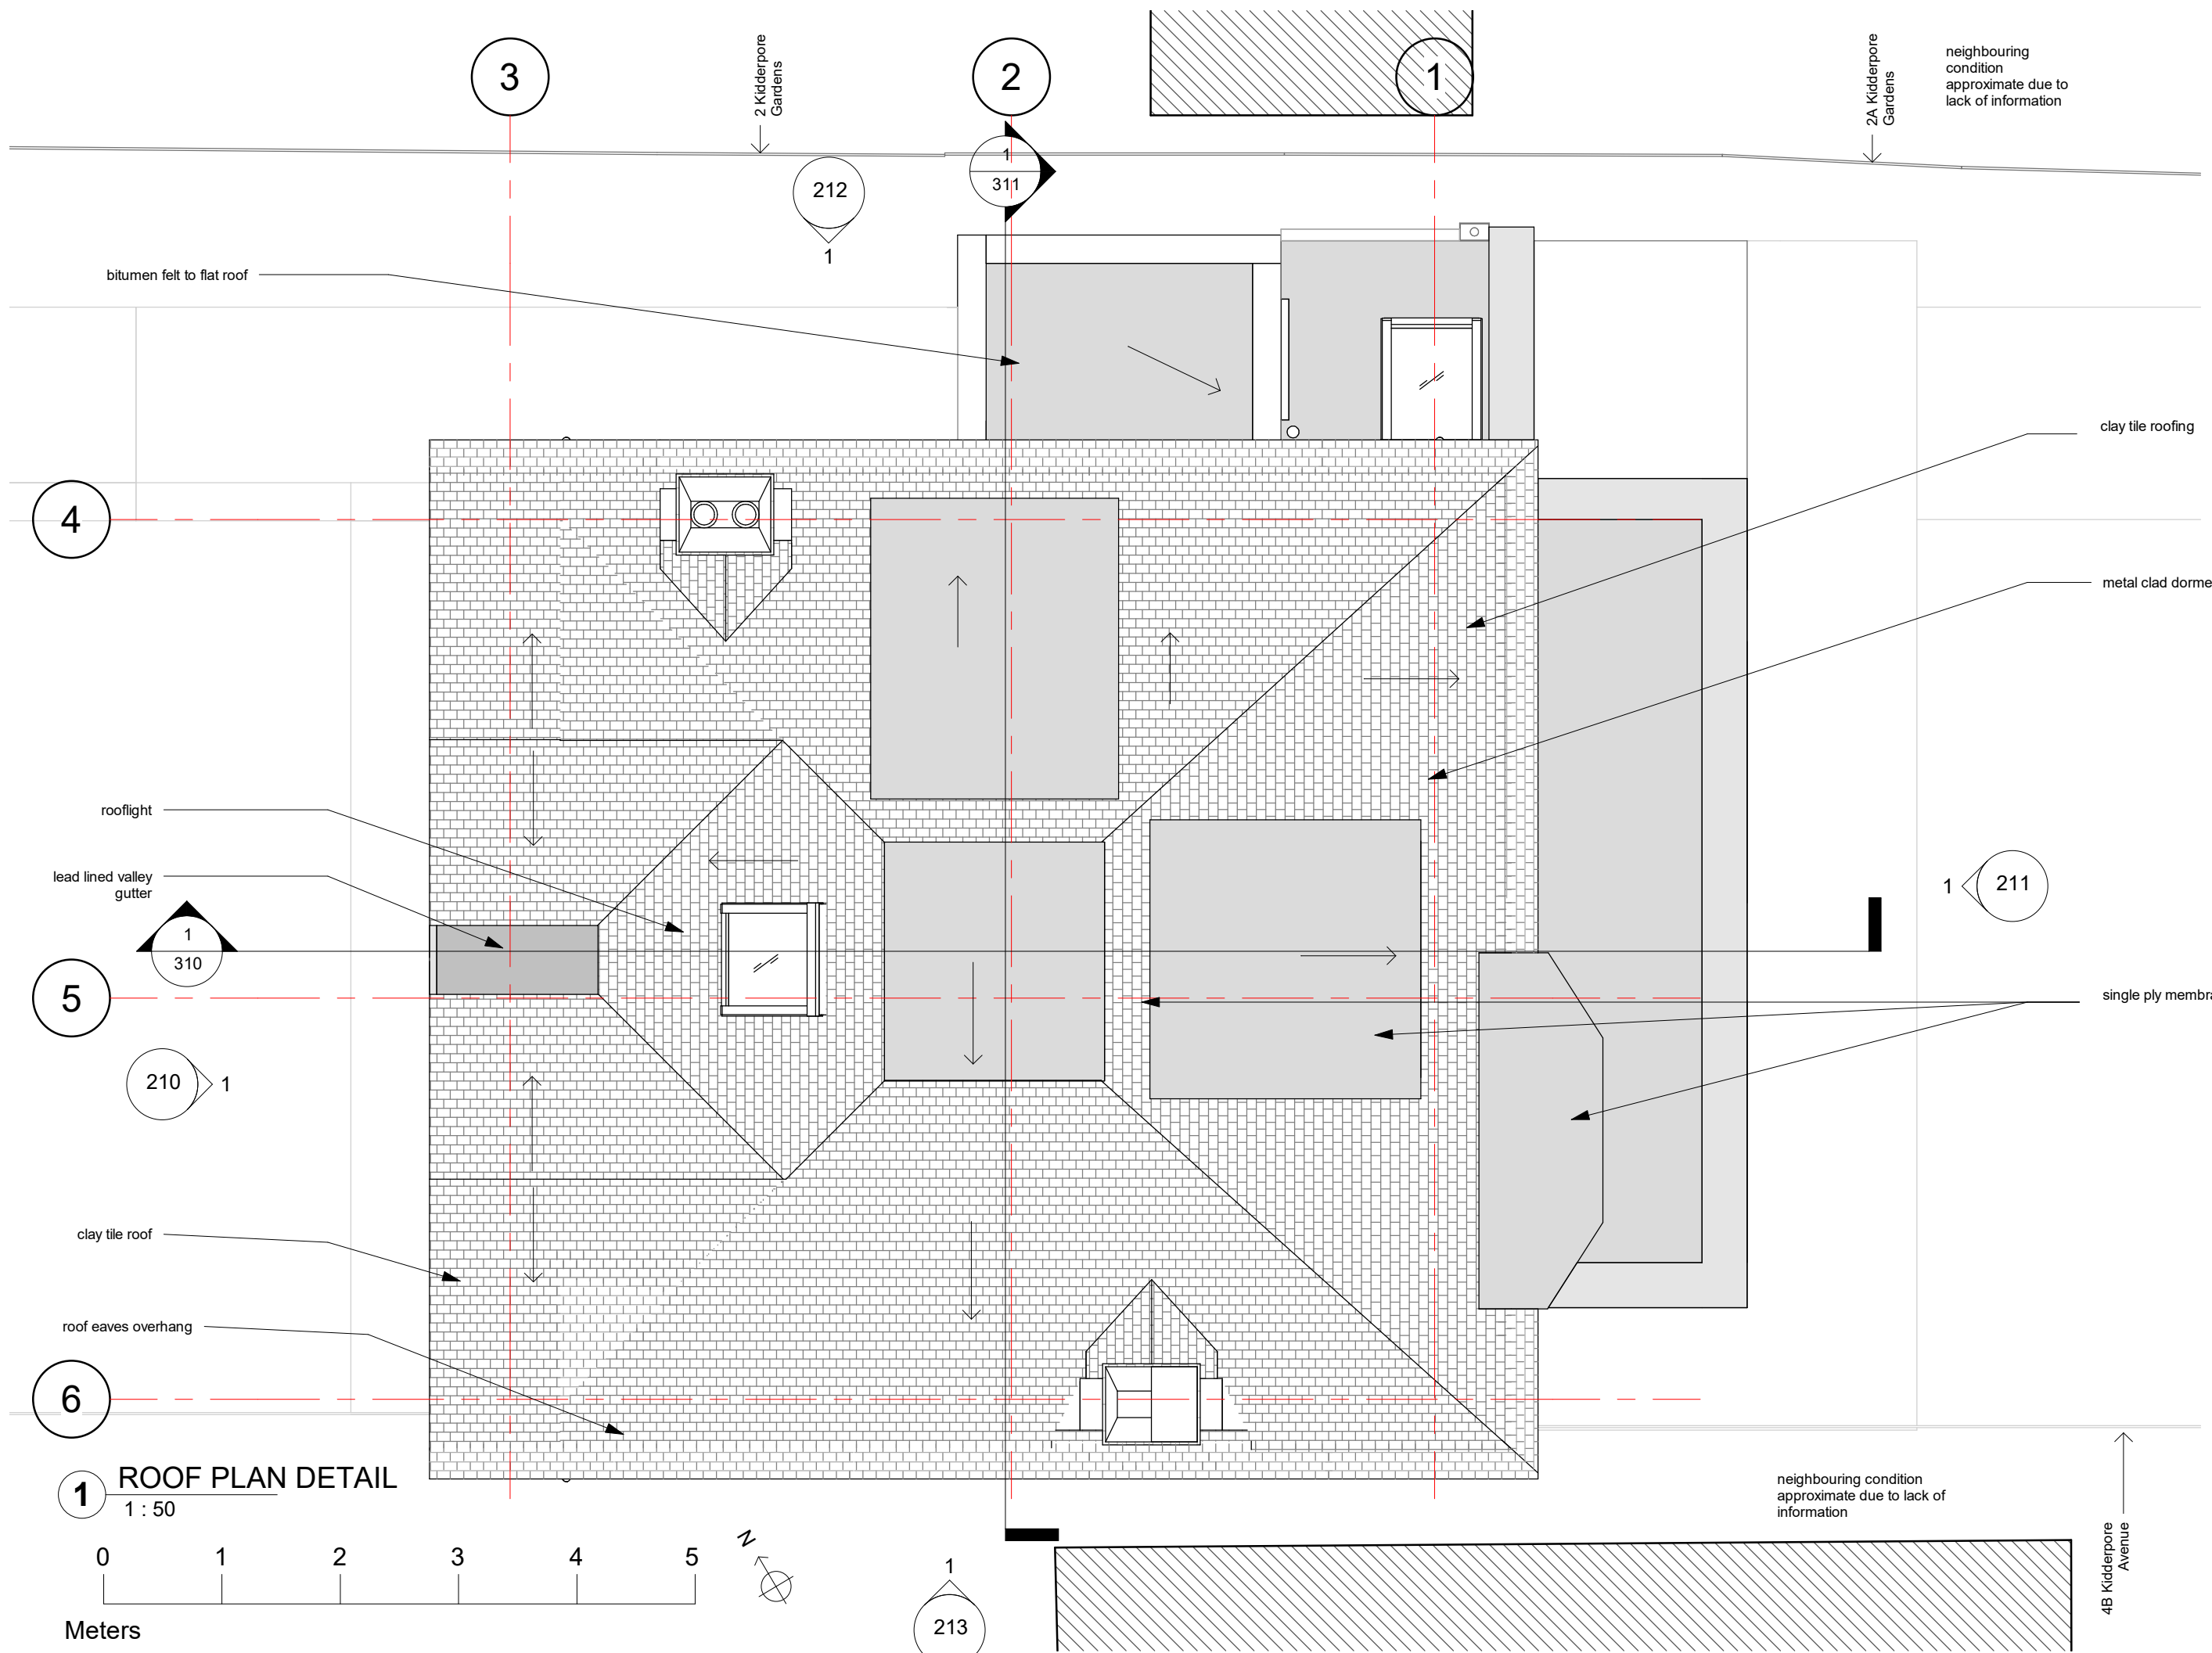 3
2 Kidderpore
Gardens
2
1
2A Kidderpore
Gardens
neighbouring
condition
approximate due to
lack of information
1
311
212
1
bitumen felt to flat roof
clay tile roofing
4
metal clad dorme
rooflight
lead lined valley
gutter
1
310
1
211
5
single ply membra
210
1
clay tile roof
roof eaves overhang
6
1
ROOF PLAN DETAIL
1 : 50
neighbouring condition
approximate due to lack of
information
4B Kidderpore
Avenue
0 1 2 3 4 5
Meters
N
1
213